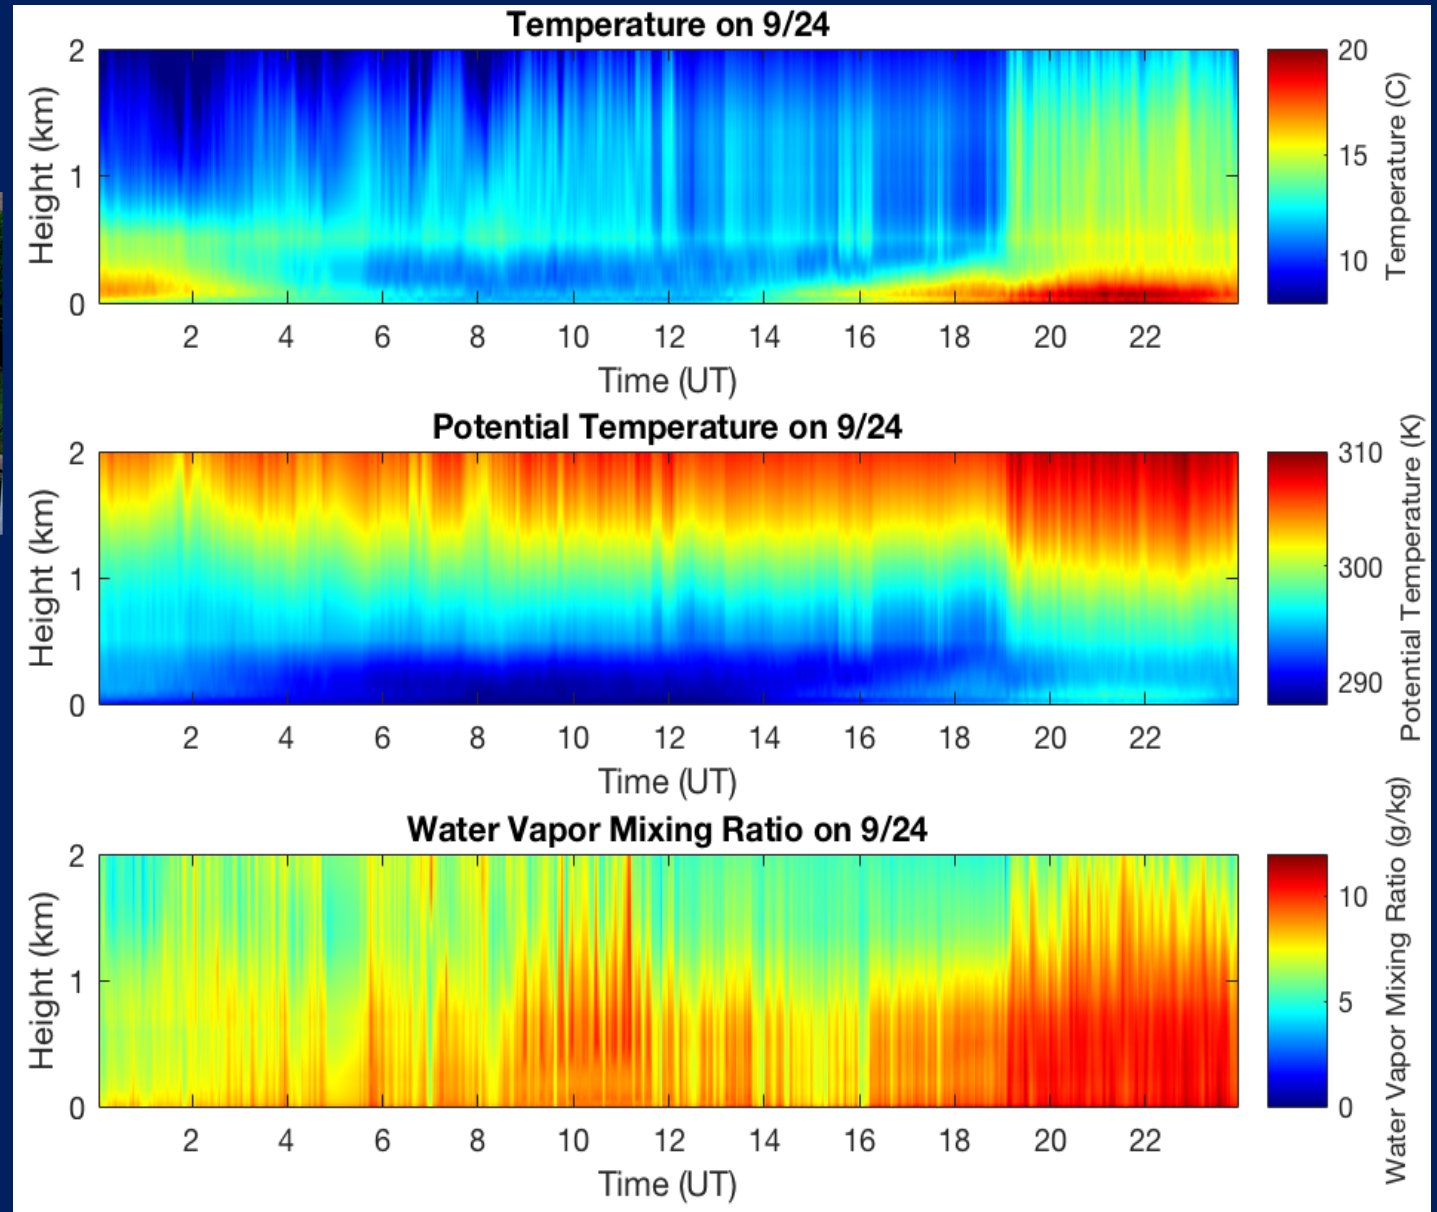 Temperature on 9/24
2
1
0
Height (km)
2 4 6 8 10 12 14 16 18 20 22
Time (UT)
20
15
10
Temperature (C)
Potential Temperature on 9/24
2
1
0
Height (km)
2 4 6 8 10 12 14 16 18 20 22
Time (UT)
310
300
290
Potential Temperature (K)
Water Vapor Mixing Ratio on 9/24
2
1
0
Height (km)
2 4 6 8 10 12 14 16 18 20 22
Time (UT)
10
5
0
Water Vapor Mixing Ratio (g/kg)